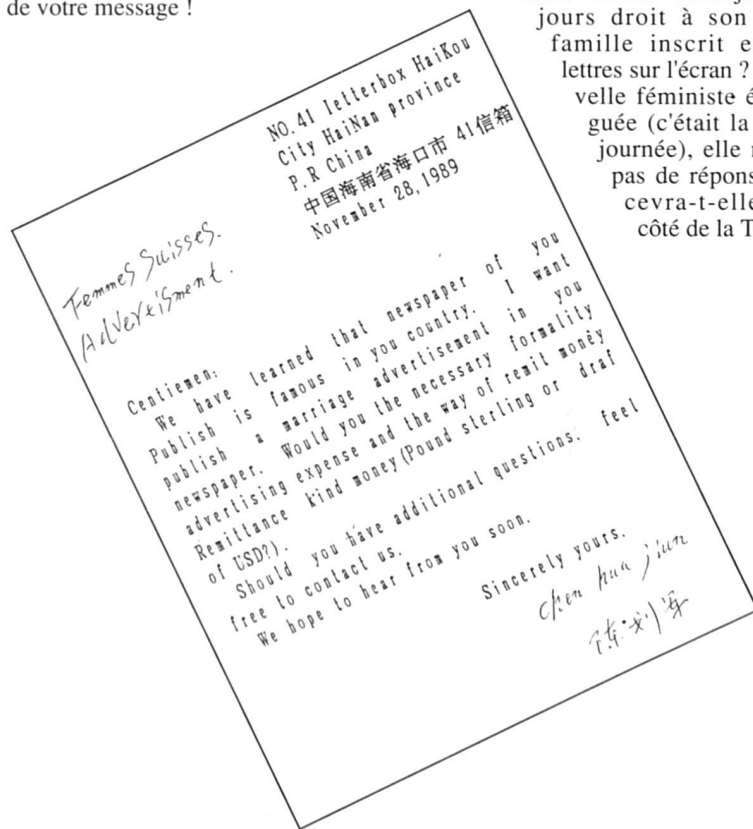 de votre message !
jours droit à son
famille inscrit e
lettres sur l'écran ?
velle féministe é
guée (c'était la
journée), elle n
pas de répons
cevra-t-elle
côté de la T
NO.41 letterbox HaiKou
City HaiNan province
P.R China
中国海南省海口市 41信箱
November 28,1989
Femmes Suisses.
Advertisment.
Centiemen:
We have learned that newspaper of you
Publish is famous in you country. I want
publish a marriage advertisement in you
newspaper. Would you the necessary formality
advertising expense and the way of remit money
Remittance kind money(Pound sterling or draf
of USD?).
Should you have additional questions. feel
free to contact us.
We hope to hear from you soon.
Sincerely yours.
chen hua jiun
陈